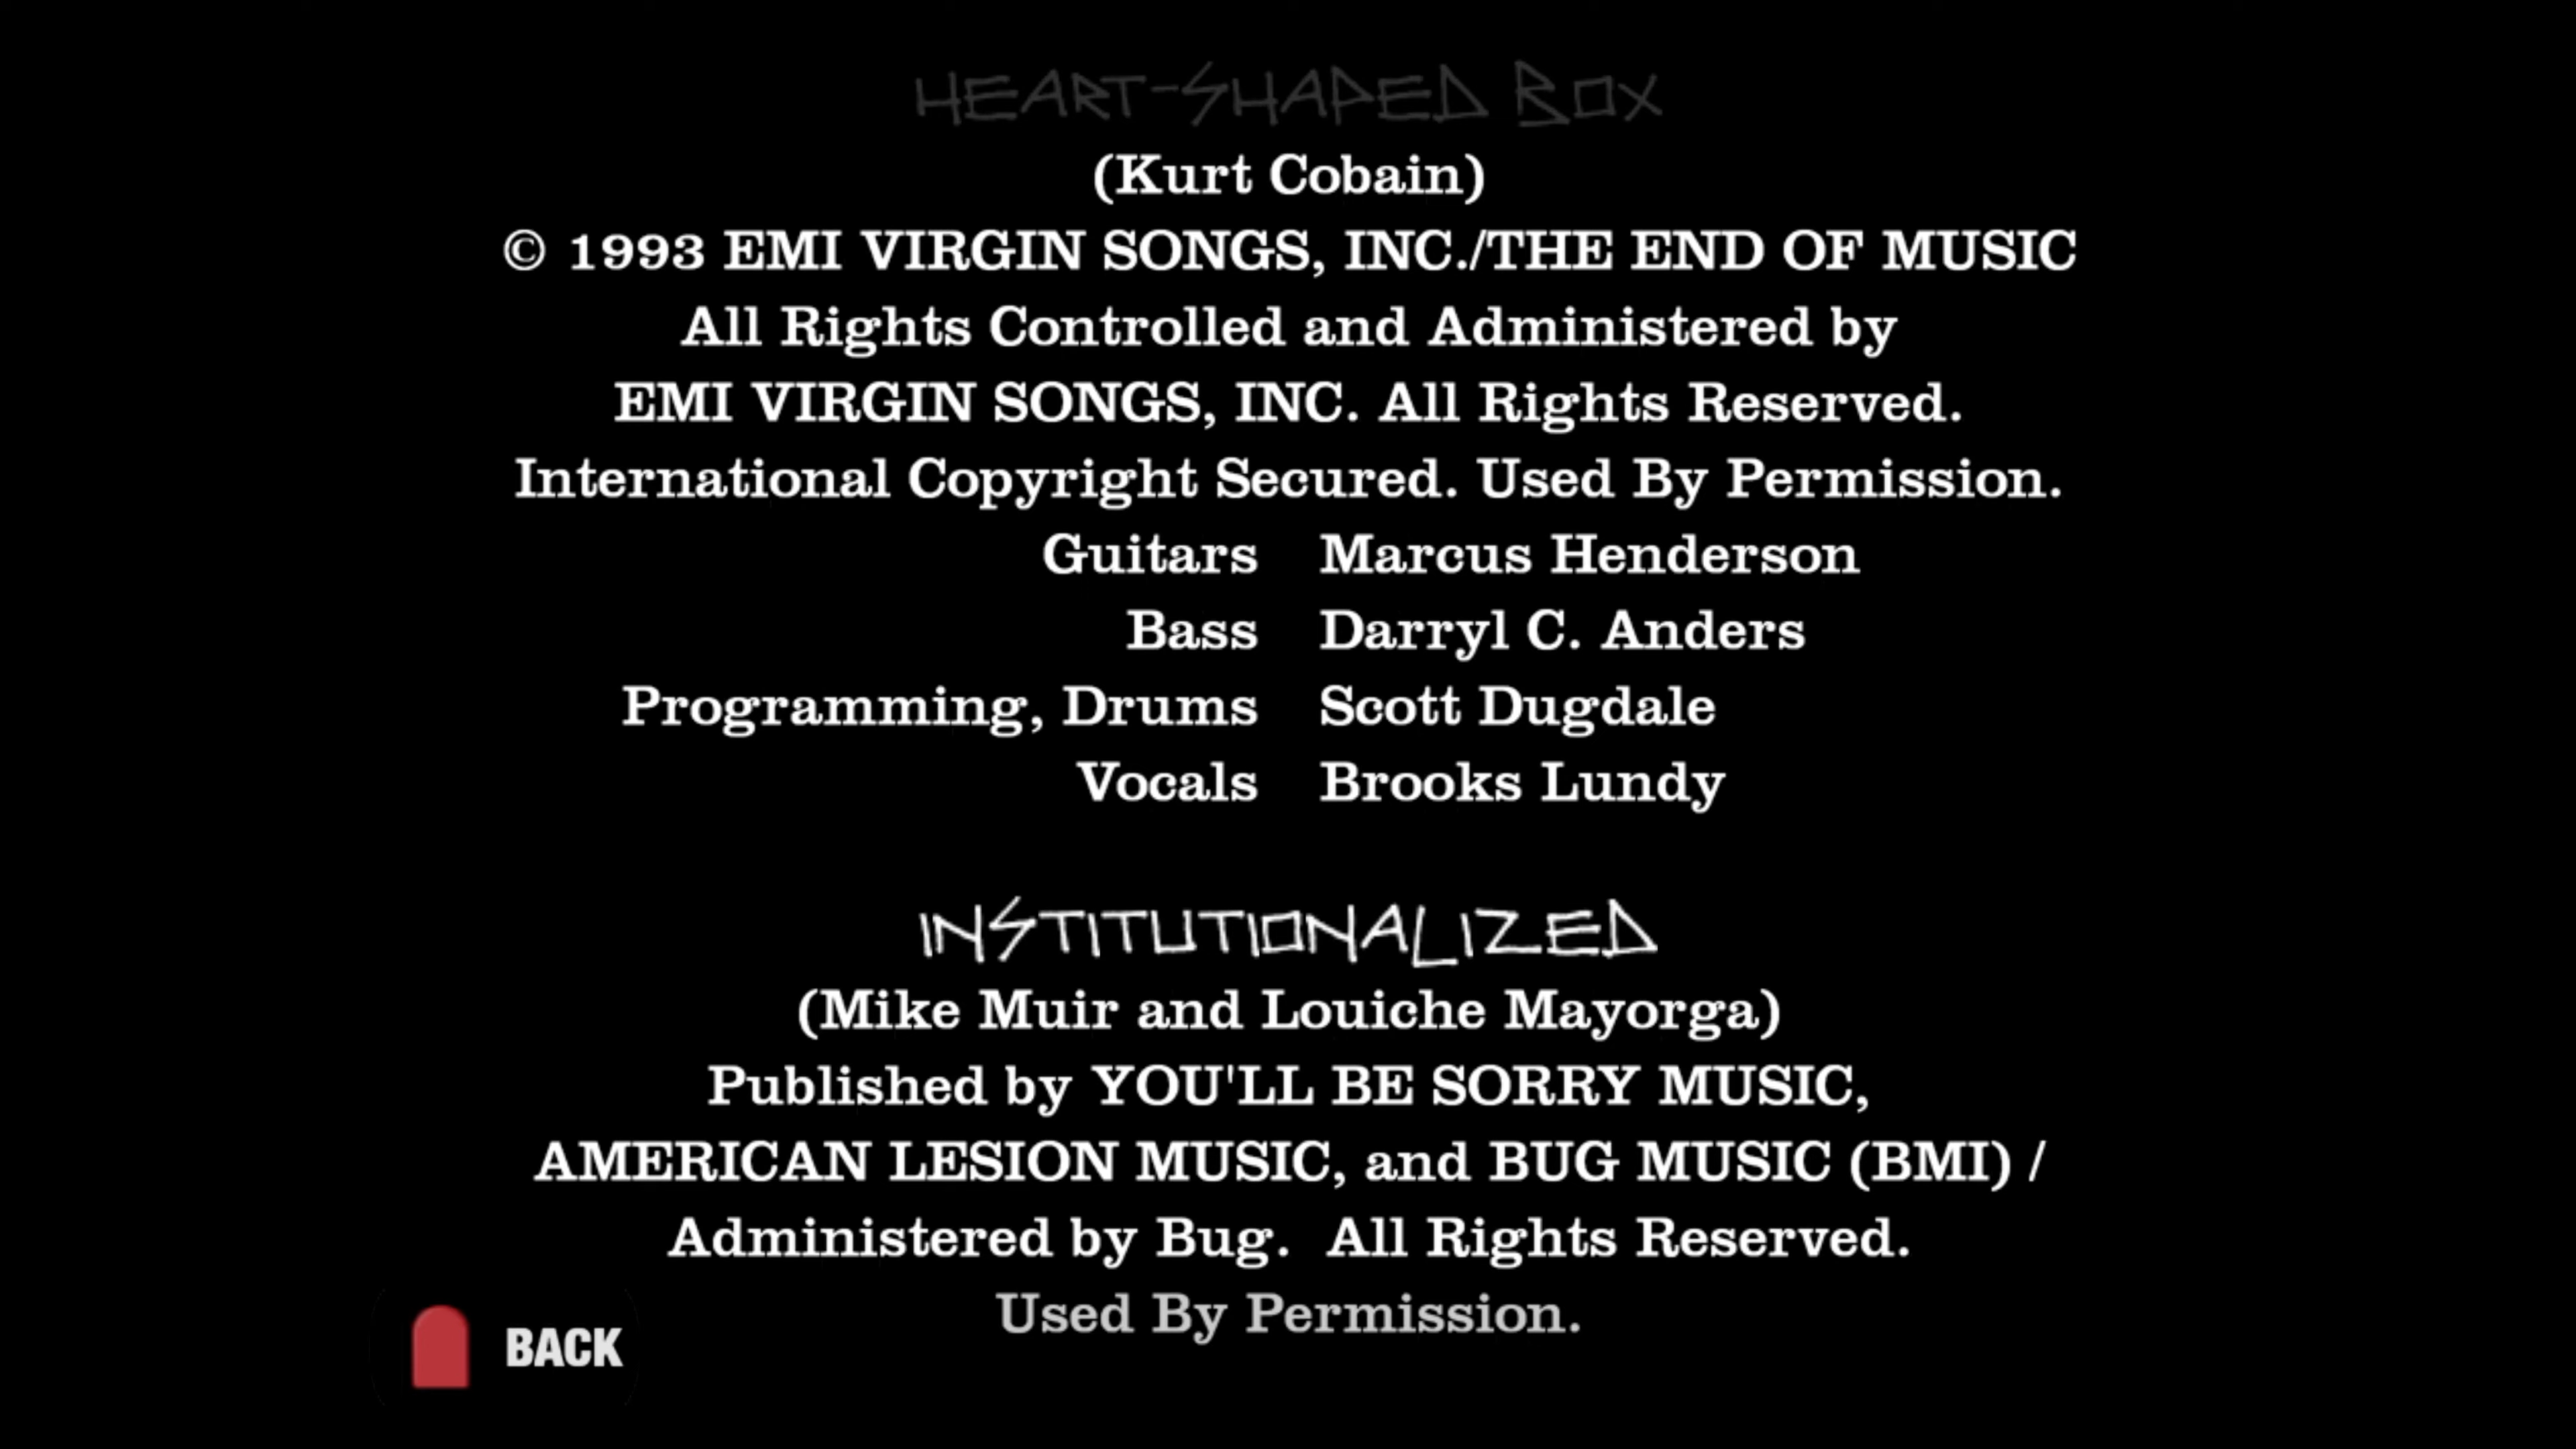 HEART-SHAPED BOX
(Kurt Cobain)
© 1993 EMI VIRGIN SONGS, INC./THE END OF MUSIC
All Rights Controlled and Administered by
EMI VIRGIN SONGS, INC. All Rights Reserved.
International Copyright Secured. Used By Permission.
Guitars Marcus Henderson
Bass Darryl C. Anders
Programming, Drums Scott Dugdale
Vocals Brooks Lundy
INSTITUTIONALIZED
(Mike Muir and Louiche Mayorga)
Published by YOU'LL BE SORRY MUSIC,
AMERICAN LESION MUSIC, and BUG MUSIC (BMI) /
Administered by Bug.  All Rights Reserved.
Used By Permission.
BACK